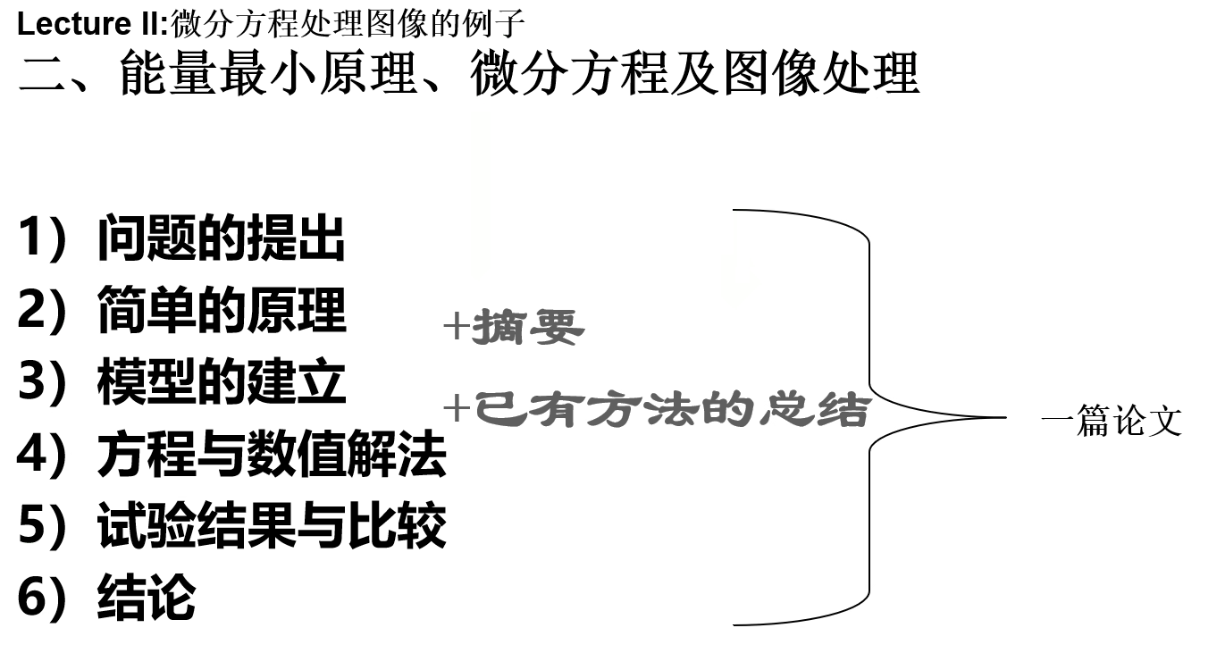 Lecture II:微分方程处理图像的例子
二、能量最小原理、微分方程及图像处理
1）问题的提出
2）简单的原理
3）模型的建立
4）方程与数值解法
5）试验结果与比较
6）结论
+摘要
+已有方法的总结
一篇论文